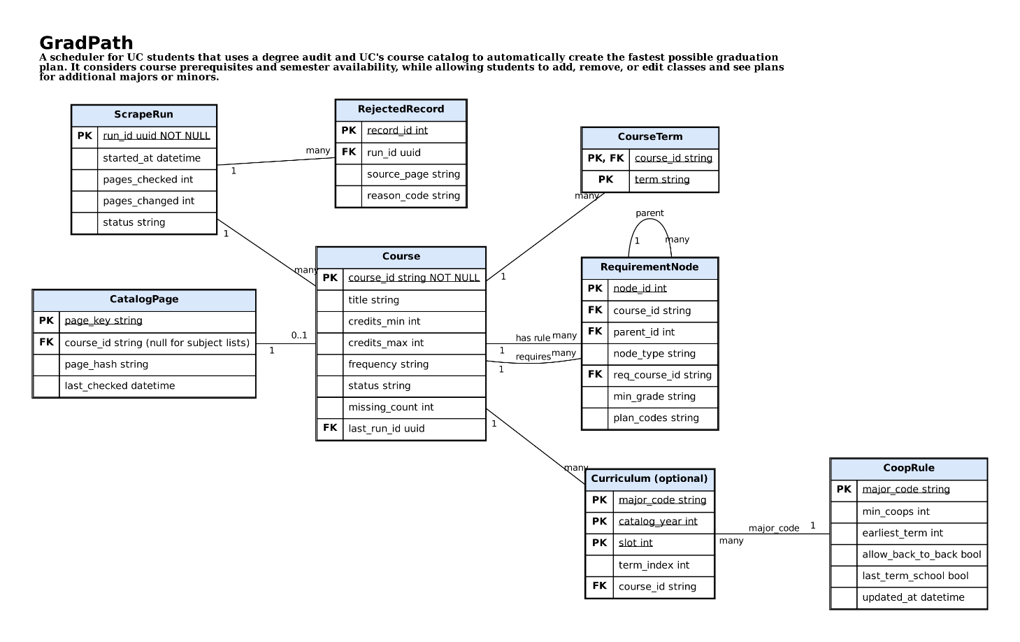 GradPath
A scheduler for UC students that uses a degree audit and UC's course catalog to automatically create the fastest possible graduation
plan. It considers course prerequisites and semester availability, while allowing students to add, remove, or edit classes and see plans
for additional majors or minors.
ScrapeRun
PK run_id uuid NOT NULL
started_at datetime
pages_checked int
pages_changed int
status string
1
many
1
many
RejectedRecord
PK record_id int
FK run_id uuid
source_page string
reason_code string
CourseTerm
PK, FK course_id string
PK term string
many
1
parent
1
many
Course
PK course_id string NOT NULL
title string
credits_min int
credits_max int
frequency string
status string
missing_count int
FK last_run_id uuid
RequirementNode
PK node_id int
FK course_id string
FK parent_id int
node_type string
FK req_course_id string
min_grade string
plan_codes string
CatalogPage
PK page_key string
FK course_id string (null for subject lists)
page_hash string
last_checked datetime
0..1
1
has rule many
1
requires many
1
1
many
Curriculum (optional)
PK major_code string
PK catalog_year int
PK slot int
term_index int
FK course_id string
major_code 1
many
CoopRule
PK major_code string
min_coops int
earliest_term int
allow_back_to_back bool
last_term_school bool
updated_at datetime